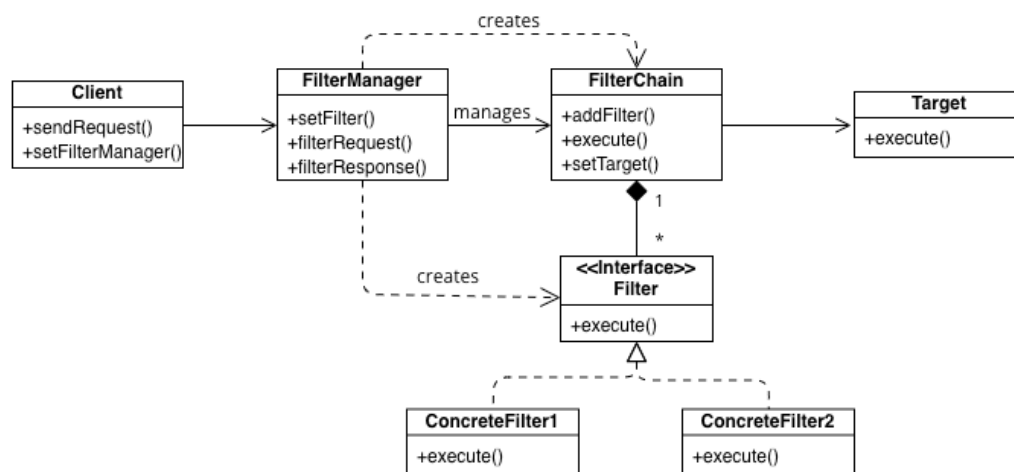 creates
Client
+sendRequest()
+setFilterManager()
FilterManager
+setFilter()
+filterRequest()
+filterResponse()
manages
FilterChain
+addFilter()
+execute()
+setTarget()
Target
+execute()
1
*
creates
<<Interface>>
Filter
+execute()
ConcreteFilter1
+execute()
ConcreteFilter2
+execute()